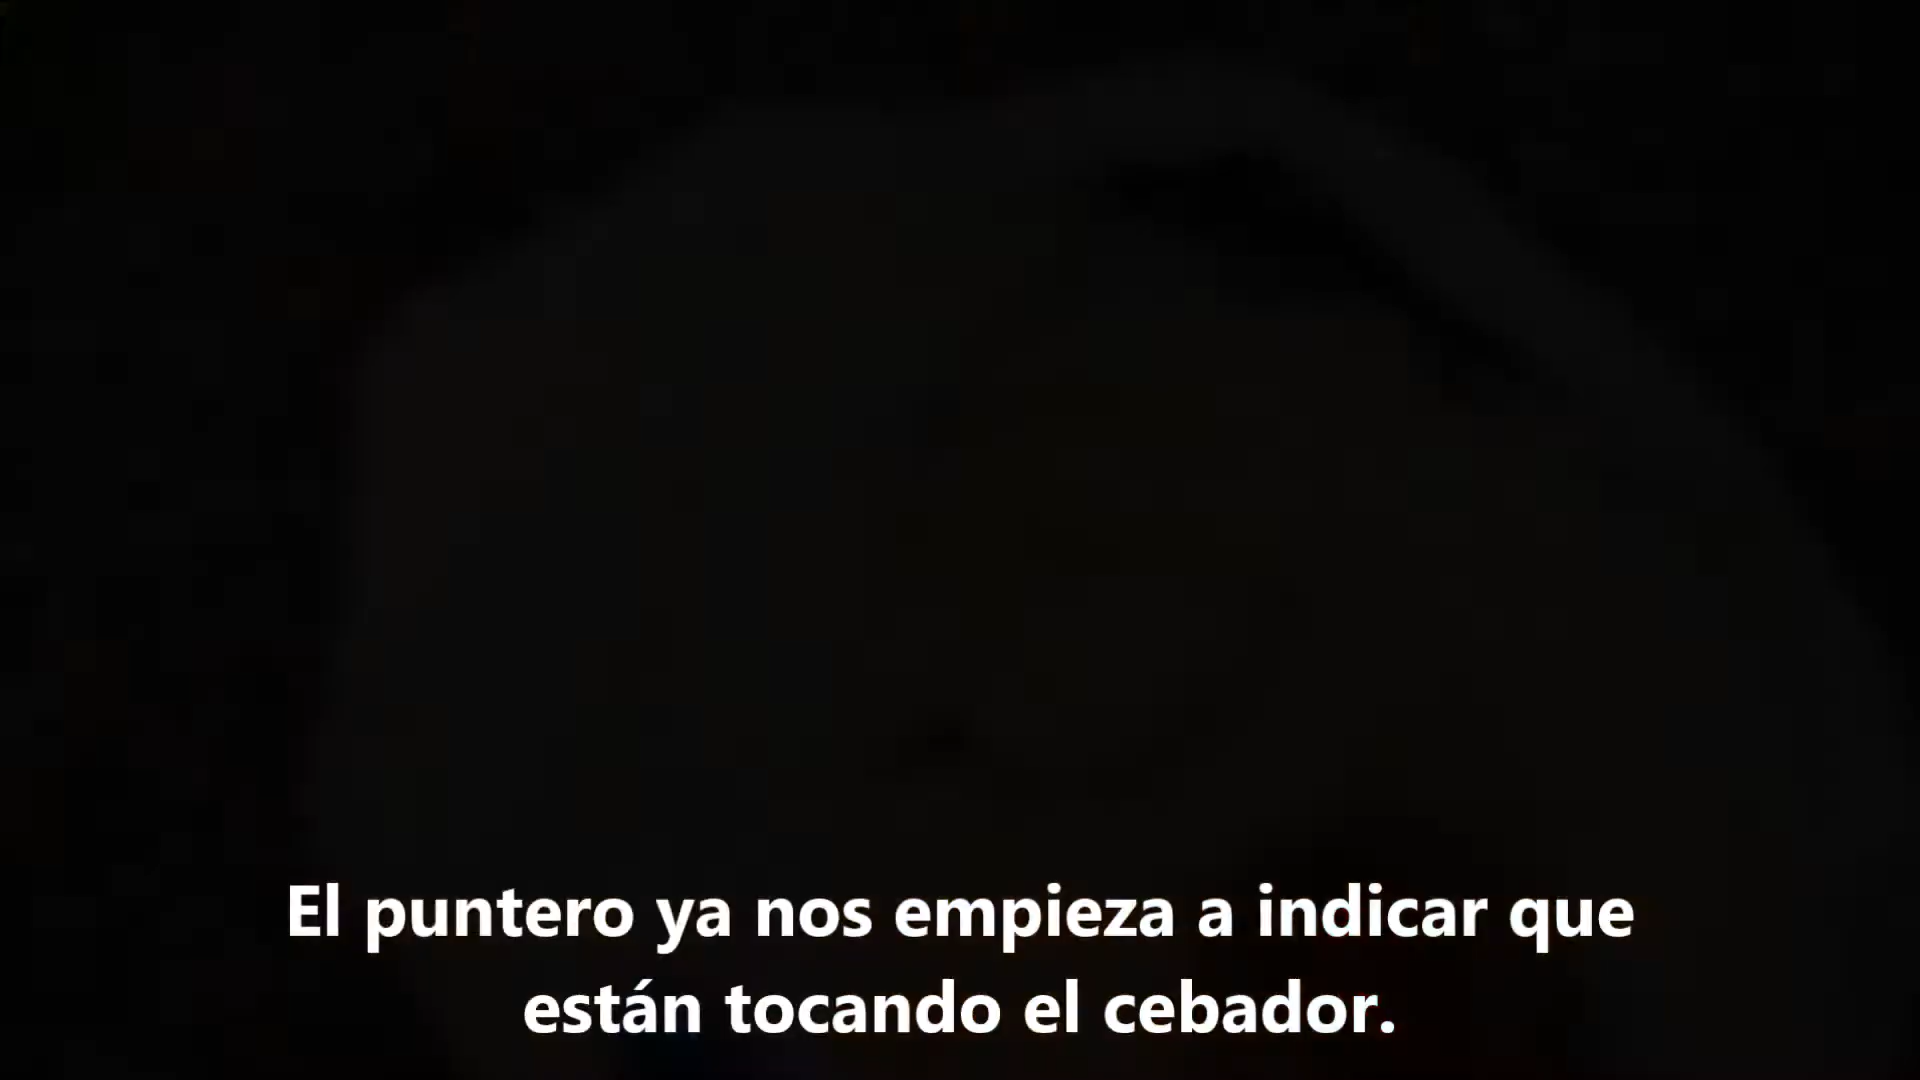 El puntero ya nos empieza a indicar que
están tocando el cebador.